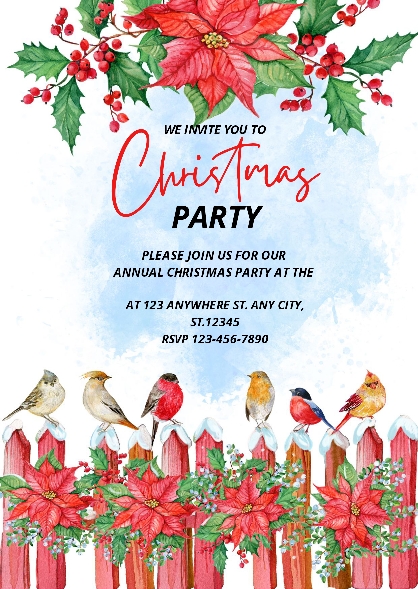 WE INVITE YOU TO
Christmas
PARTY
PLEASE JOIN US FOR OUR
ANNUAL CHRISTMAS PARTY AT THE
AT 123 ANYWHERE ST. ANY CITY,
ST.12345
RSVP 123-456-7890